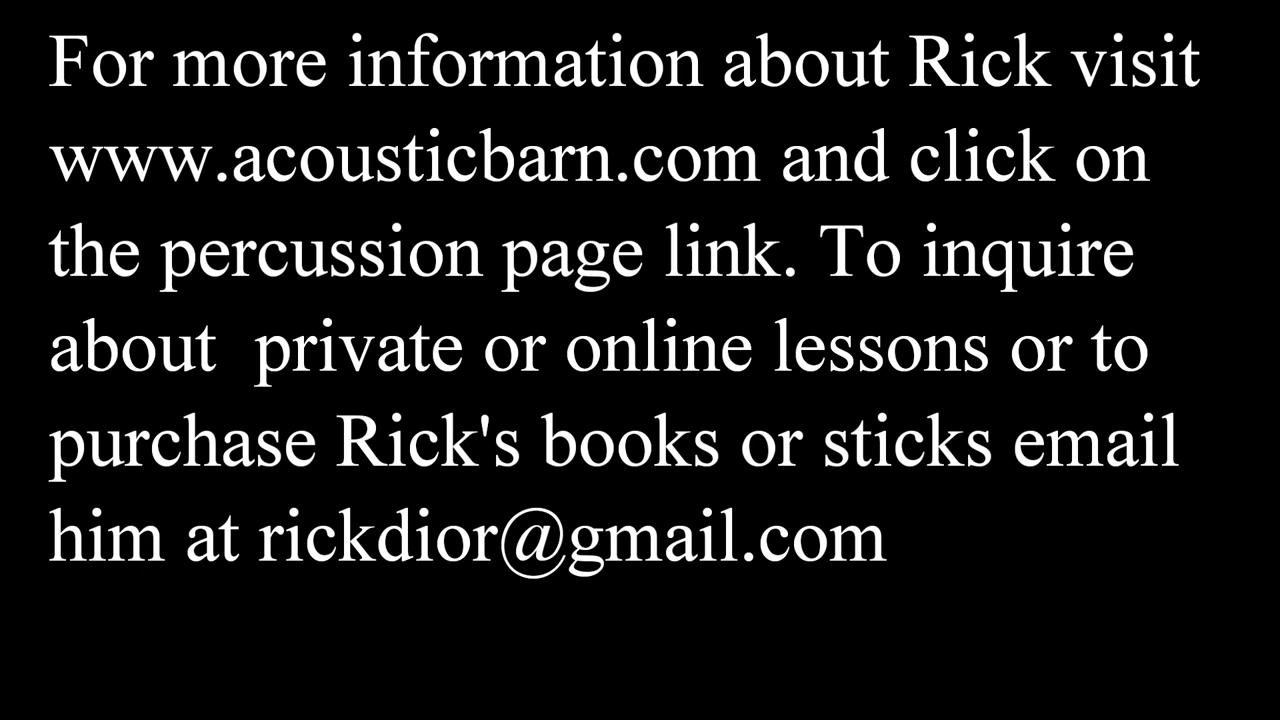 For more information about Rick visit
www.acousticbarn.com and click on
the percussion page link. To inquire
about  private or online lessons or to
purchase Rick's books or sticks email
him at rickdior@gmail.com